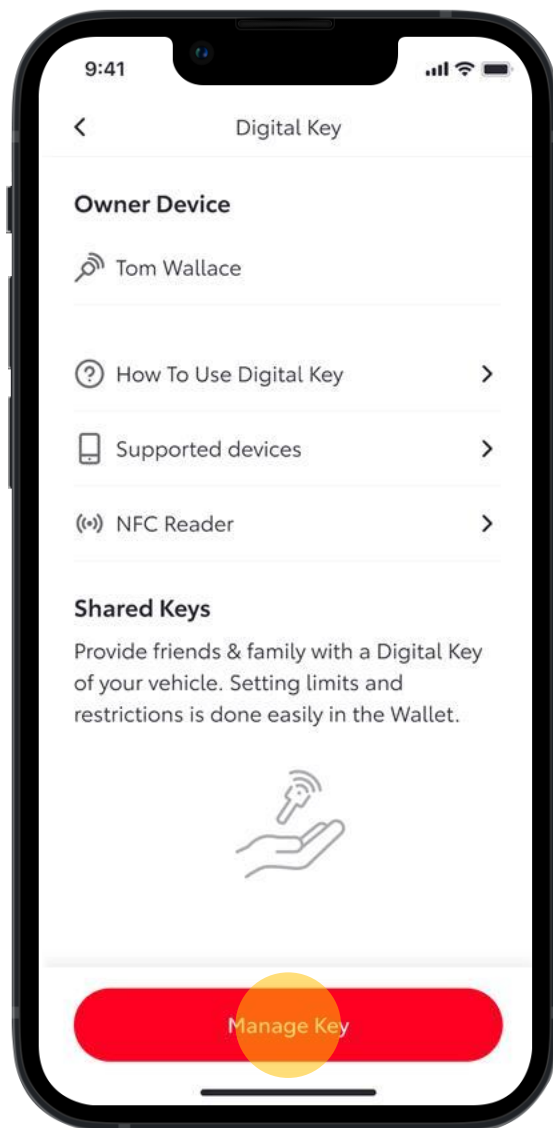 9:41
Digital Key
Owner Device
Tom Wallace
How To Use Digital Key
Supported devices
NFC Reader
Shared Keys
Provide friends & family with a Digital Key
of your vehicle. Setting limits and
restrictions is done easily in the Wallet.
Manage Key